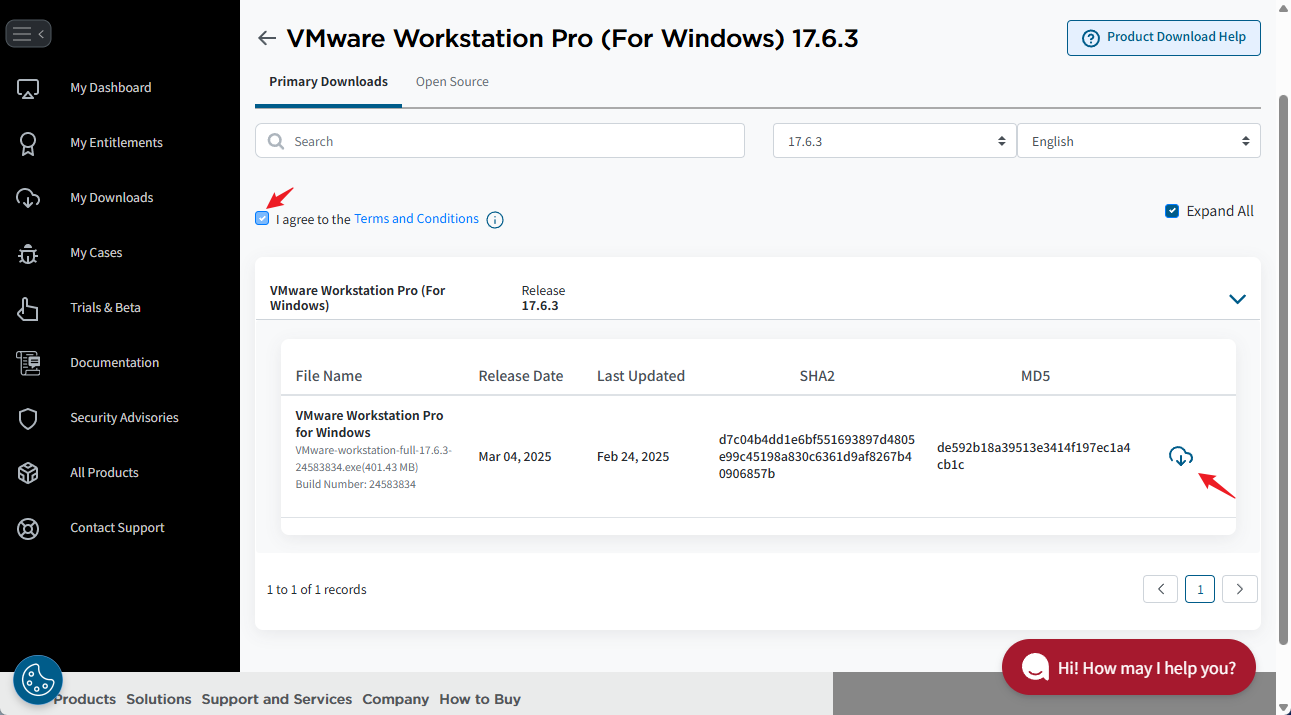 VMware Workstation Pro (For Windows) 17.6.3
Product Download Help
My Dashboard
My Entitlements
My Downloads
My Cases
Trials & Beta
Documentation
Security Advisories
All Products
Contact Support
Primary Downloads
Open Source
Search
17.6.3
English
I agree to the Terms and Conditions
Expand All
VMware Workstation Pro (For
Windows)
Release
17.6.3
File Name
Release Date
Last Updated
SHA2
MD5
VMware Workstation Pro
for Windows
VMware-workstation-full-17.6.3-
24583834.exe(401.43 MB)
Build Number: 24583834
Mar 04, 2025
Feb 24, 2025
d7c04b4dd1e6bf551693897d4805
e99c45198a830c6361d9af8267b4
0906857b
de592b18a39513e3414f197ec1a4
cb1c
1 to 1 of 1 records
1
Hi! How may I help you?
Products
Solutions
Support and Services
Company
How to Buy